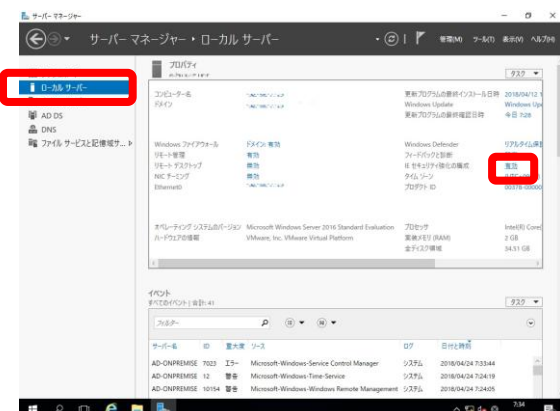 サーバー マネージャー
サーバー マネージャー ・ ローカル サーバー
管理(M) ツール(T) 表示(V) ヘルプ(H)
ローカル サーバー
AD DS
DNS
ファイル サービスと記憶域サ...
プロパティ
タスク
コンピューター名
ドメイン
更新プログラムの最終インストール日時 2018/04/12 1
Windows Update Windows Up
更新プログラムの最終確認日時 今日 7:28
Windows ファイアウォール ドメイン: 有効
リモート管理 有効
リモート デスクトップ 無効
NIC チーミング 無効
Ethernet0
Windows Defender リアルタイム保
フィードバックと診断
IE セキュリティ強化の構成 有効
タイム ゾーン
プロダクト ID 00378-00000
オペレーティング システムのバージョン Microsoft Windows Server 2016 Standard Evaluation
ハードウェアの情報 VMware, Inc. VMware Virtual Platform
プロセッサ Intel(R) Core
実装メモリ (RAM) 2 GB
全ディスク領域 34.51 GB
イベント
すべてのイベント | 合計: 41
タスク
フィルター
サーバー名 ID 重大度 ソース ログ 日付と時刻
AD-ONPREMISE 7023 エラー Microsoft-Windows-Service Control Manager システム 2018/04/24 7:33:44
AD-ONPREMISE 12 警告 Microsoft-Windows-Time-Service システム 2018/04/24 7:24:19
AD-ONPREMISE 10154 警告 Microsoft-Windows-Windows Remote Management システム 2018/04/24 7:24:05
7:34